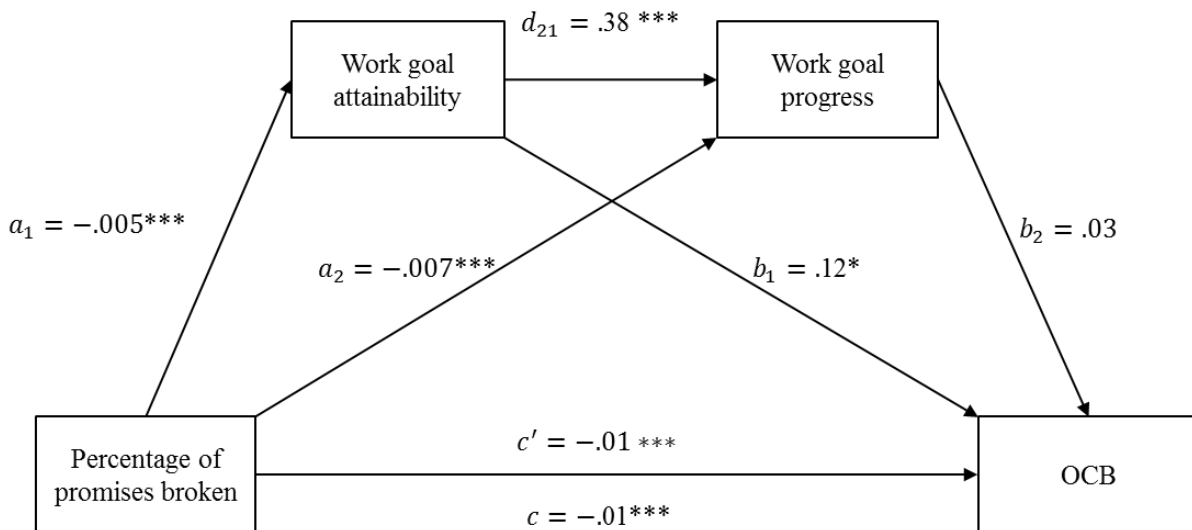 d₂₁ = .38 ***
Work goal
attainability
Work goal
progress
a₁ = −.005***
a₂ = −.007***
b₁ = .12*
b₂ = .03
Percentage of
promises broken
c′ = −.01 ***
c = −.01***
OCB